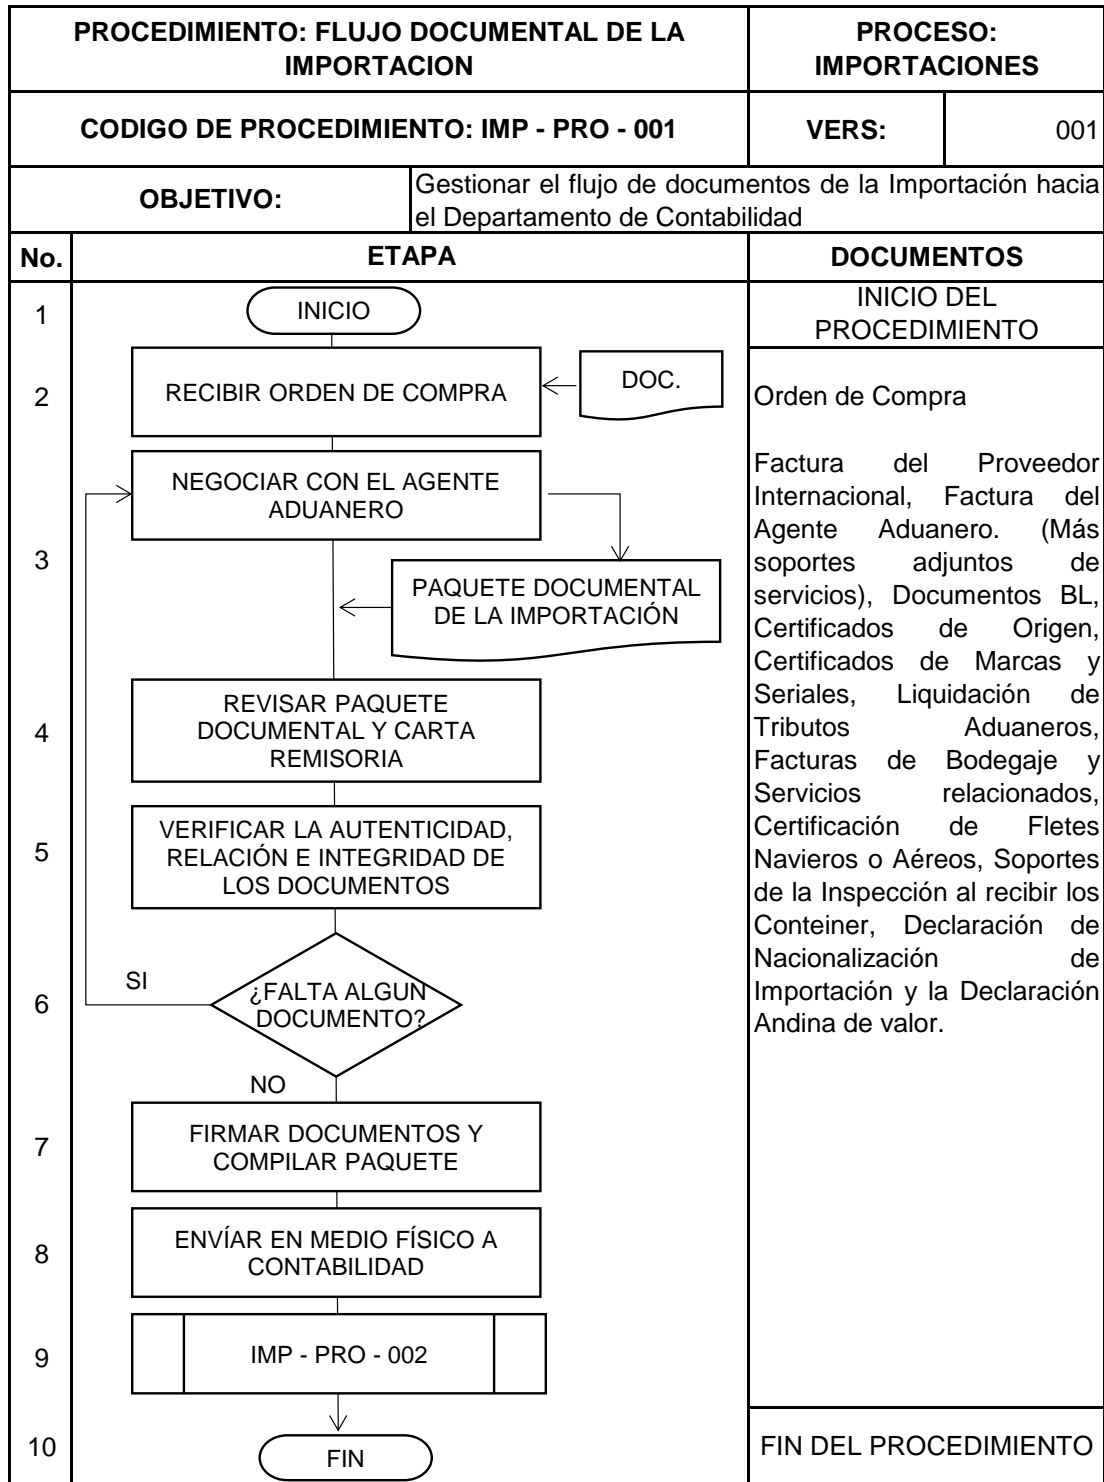 PROCEDIMIENTO: FLUJO DOCUMENTAL DE LA
IMPORTACION
PROCESO:
IMPORTACIONES
CODIGO DE PROCEDIMIENTO: IMP - PRO - 001
VERS:
001
OBJETIVO:
Gestionar el flujo de documentos de la Importación hacia
el Departamento de Contabilidad
No.
ETAPA
DOCUMENTOS
1
INICIO
INICIO DEL
PROCEDIMIENTO
2
RECIBIR ORDEN DE COMPRA
DOC.
Orden de Compra
3
NEGOCIAR CON EL AGENTE
ADUANERO
PAQUETE DOCUMENTAL
DE LA IMPORTACIÓN
Factura del Proveedor
Internacional, Factura del
Agente Aduanero. (Más
soportes adjuntos de
servicios), Documentos BL,
Certificados de Origen,
Certificados de Marcas y
Seriales, Liquidación de
Tributos Aduaneros,
Facturas de Bodegaje y
Servicios relacionados,
Certificación de Fletes
Navieros o Aéreos, Soportes
de la Inspección al recibir los
Conteiner, Declaración de
Nacionalización de
Importación y la Declaración
Andina de valor.
4
REVISAR PAQUETE
DOCUMENTAL Y CARTA
REMISORIA
5
VERIFICAR LA AUTENTICIDAD,
RELACIÓN E INTEGRIDAD DE
LOS DOCUMENTOS
SI
6
¿FALTA ALGUN
DOCUMENTO?
NO
7
FIRMAR DOCUMENTOS Y
COMPILAR PAQUETE
8
ENVÍAR EN MEDIO FÍSICO A
CONTABILIDAD
9
IMP - PRO - 002
10
FIN
FIN DEL PROCEDIMIENTO